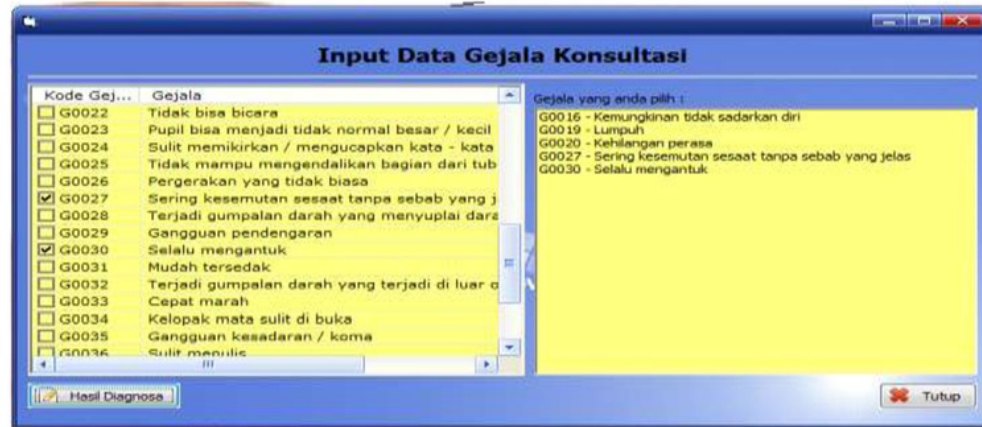 Input Data Gejala Konsultasi
Kode Gej... Gejala
G0022 Tidak bisa bicara
G0023 Pupil bisa menjadi tidak normal besar / kecil
G0024 Sulit memikirkan / mengucapkan kata - kata
G0025 Tidak mampu mengendalikan bagian dari tub
G0026 Pergerakan yang tidak biasa
G0027 Sering kesemutan sesaat tanpa sebab yang j
G0028 Terjadi gumpalan darah yang menyuplai dara
G0029 Gangguan pendengaran
G0030 Selalu mengantuk
G0031 Mudah tersedak
G0032 Terjadi gumpalan darah yang terjadi di luar o
G0033 Cepat marah
G0034 Kelopak mata sulit di buka
G0035 Gangguan kesadaran / koma
G0036 Sulit menulis
Hasil Diagnosa
Gejala yang anda pilih :
G0016 - Kemungkinan tidak sadarkan diri
G0019 - Lumpuh
G0020 - Kehilangan perasa
G0027 - Sering kesemutan sesaat tanpa sebab yang jelas
G0030 - Selalu mengantuk
Tutup